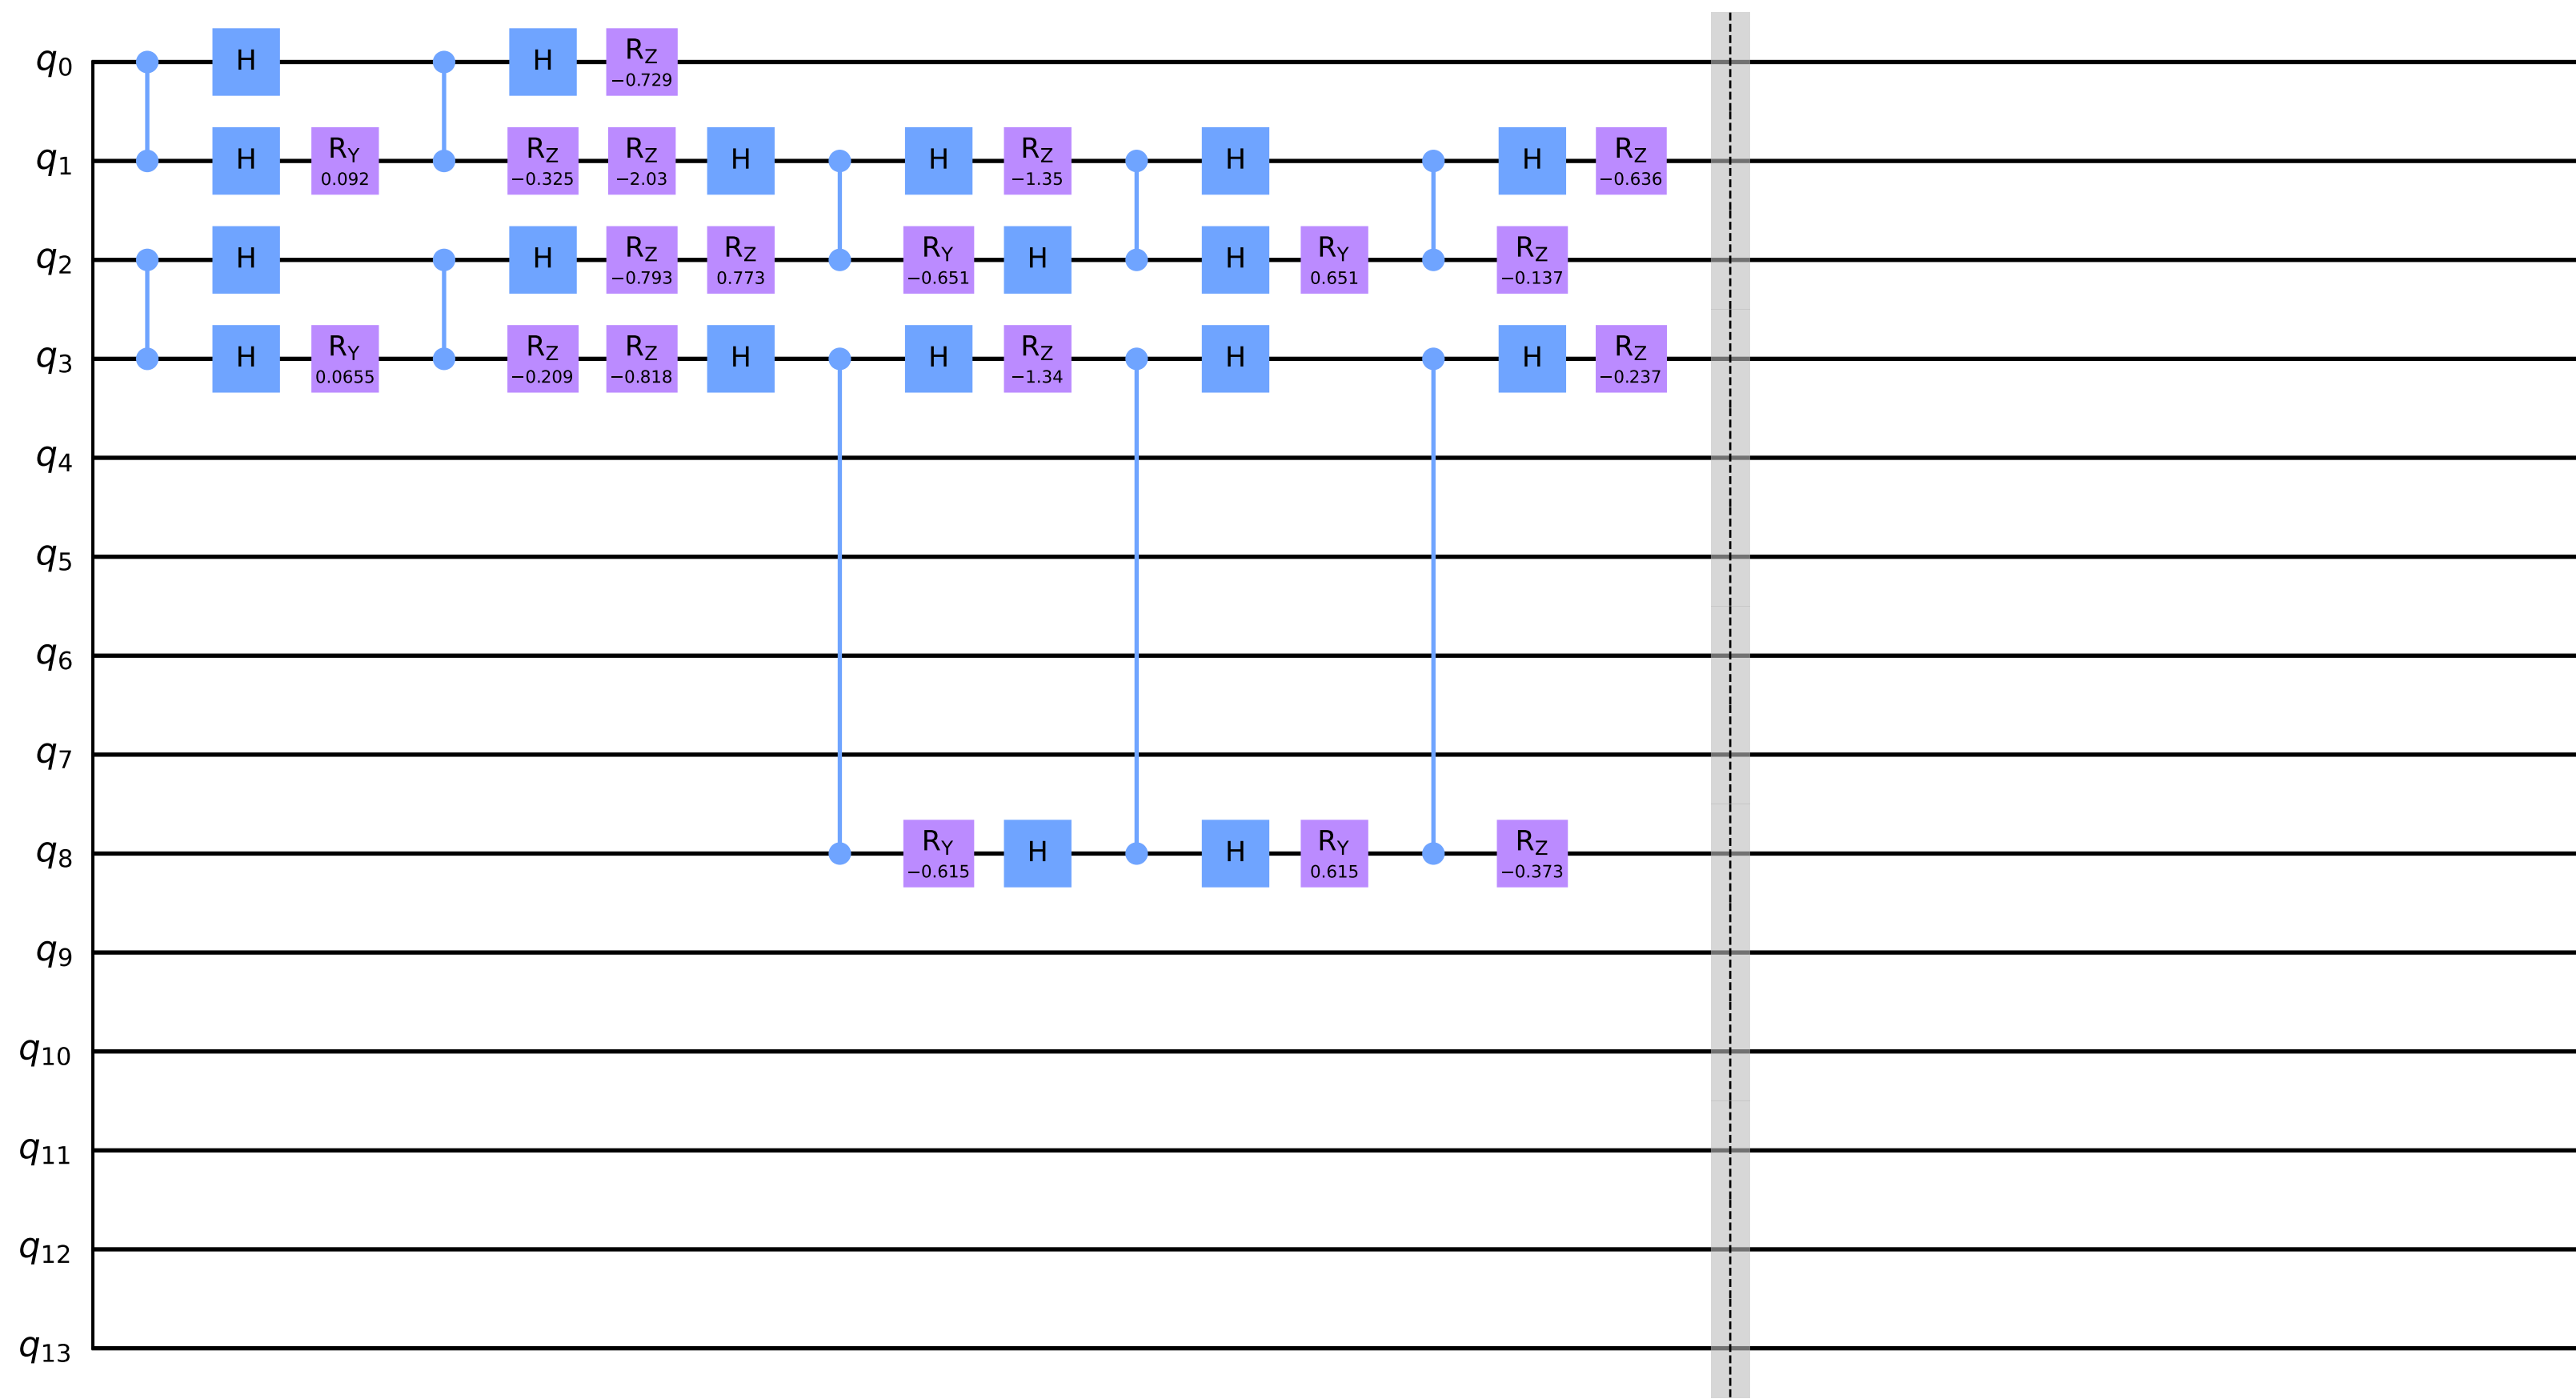 q0 H H RZ −0.729
q1 H RY 0.092 RZ −0.325 RZ −2.03 H H RZ −1.35 H H RZ −0.636
q2 H H RZ −0.793 RZ 0.773 RY −0.651 H H RY 0.651 RZ −0.137
q3 H RY 0.0655 RZ −0.209 RZ −0.818 H H RZ −1.34 H H RZ −0.237
q4
q5
q6
q7
q8 RY −0.615 H H RY 0.615 RZ −0.373
q9
q10
q11
q12
q13